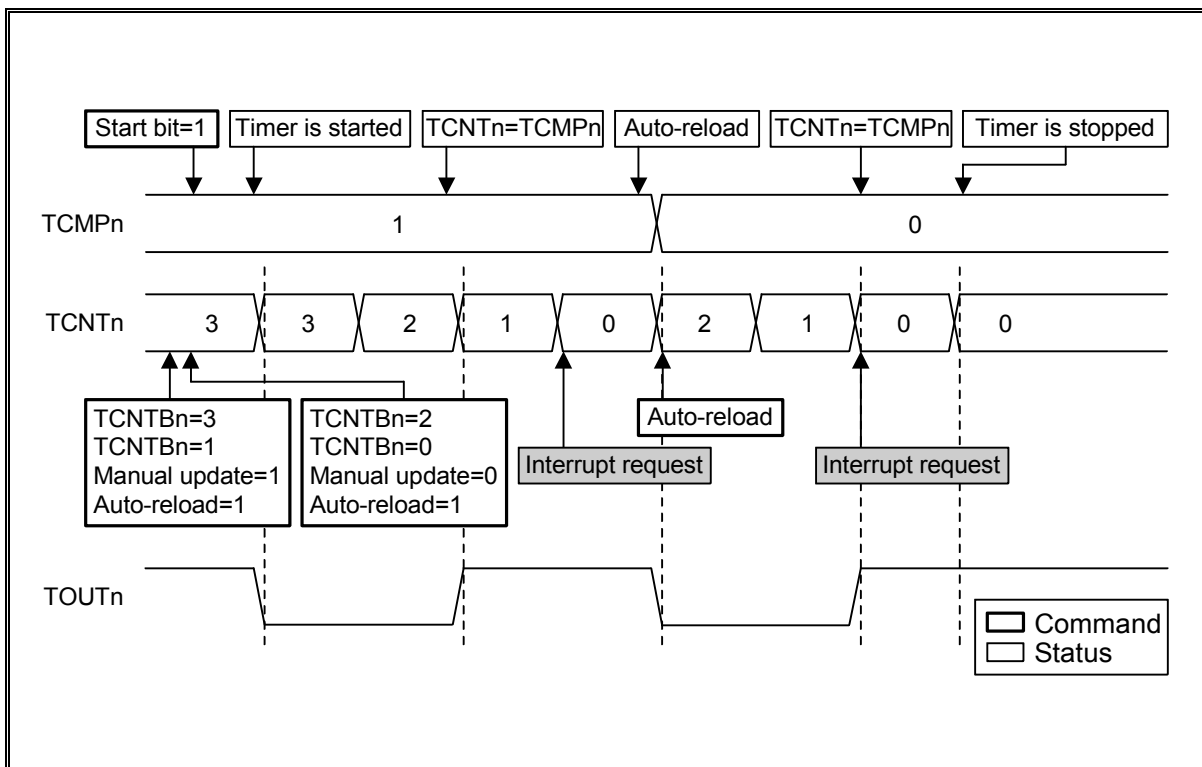 Start bit=1
Timer is started
TCNTn=TCMPn
Auto-reload
TCNTn=TCMPn
Timer is stopped
TCMPn
1
0
TCNTn
3
3
2
1
0
2
1
0
0
TCNTBn=3
TCNTBn=1
Manual update=1
Auto-reload=1
TCNTBn=2
TCNTBn=0
Manual update=0
Auto-reload=1
Interrupt request
Auto-reload
Interrupt request
TOUTn
Command
Status